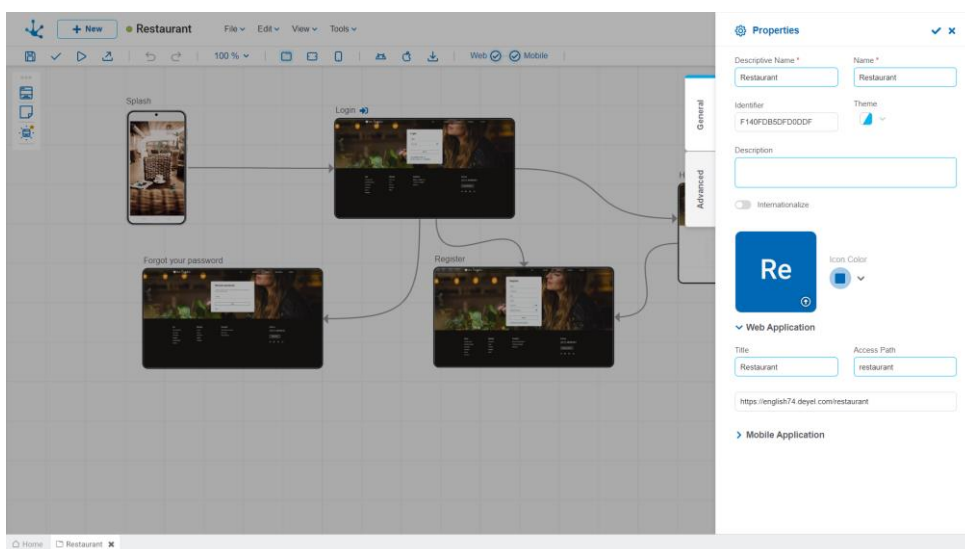 + New
Restaurant
File
Edit
View
Tools
Properties
100 %
Web
Mobile
Descriptive Name *
Name *
Restaurant
Restaurant
Identifier
Theme
F140FDB5DFD0DDF
Description
Internationalize
General
Advanced
Splash
Login
Forgot your password
Register
Re
Icon Color
Web Application
Title
Access Path
Restaurant
restaurant
https://english74.deyel.com/restaurant
Mobile Application
Home
Restaurant